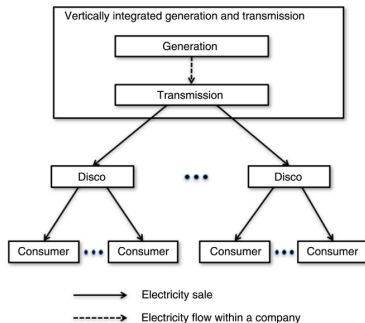 Vertically integrated generation and transmission
Generation
Transmission
Disco
Disco
Consumer
Consumer
Consumer
Consumer
Electricity sale
Electricity flow within a company